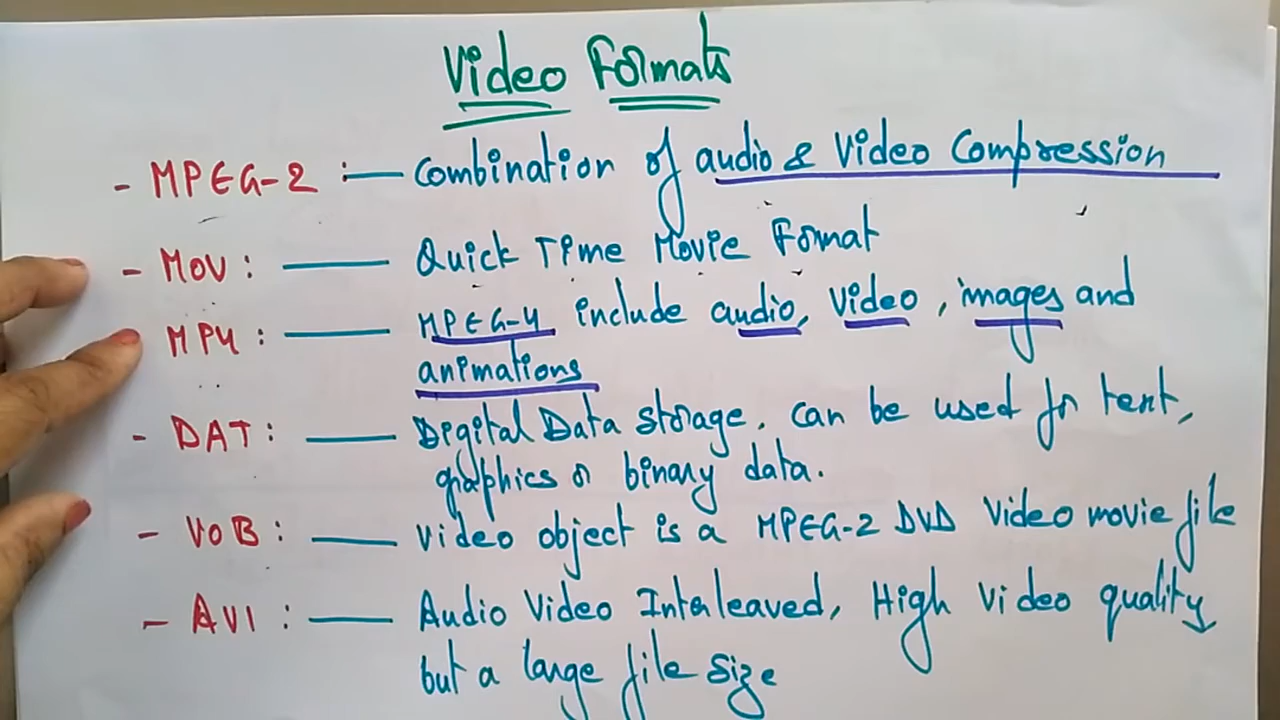 Video Formats
- MPEG-2 :— Combination of audio & Video Compression
- MOV : — Quick Time Movie Format
MP4 : — MPEG-4 include audio, video, images and
animations
- DAT : — Digital Data storage. can be used for text,
graphics or binary data.
- VOB : — Video object is a MPEG-2 DVD Video movie file
- AVI : — Audio Video Interleaved, High video quality
but a large file size